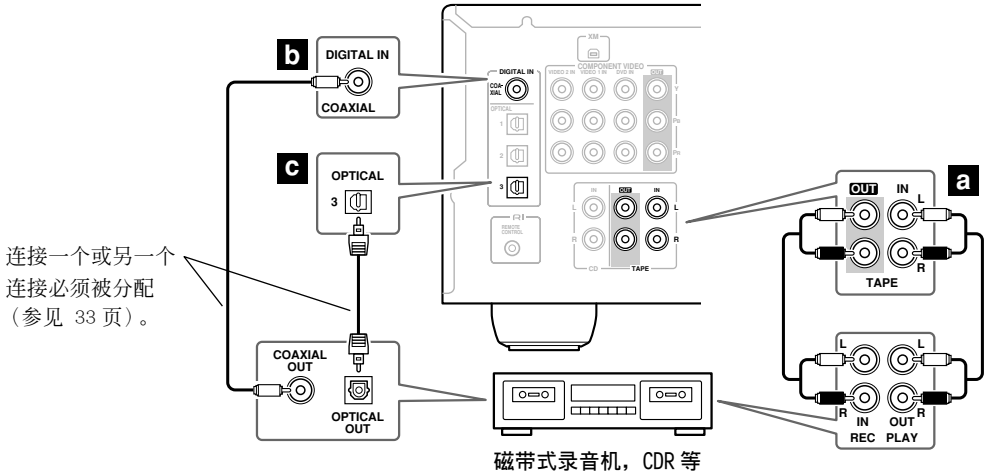 b
DIGITAL IN
COAXIAL
c
OPTICAL
3
连接一个或另一个
连接必须被分配
（参见 33 页）。
COAXIAL
OUT
OPTICAL
OUT
XM
DIGITAL IN
COA-
XIAL
OPTICAL
1
2
3
COMPONENT VIDEO
VIDEO 2 IN VIDEO 1 IN DVD IN OUT
Y
PB
PR
IN OUT IN
L L
R R
CD TAPE
RI
REMOTE
CONTROL
a
OUT IN
L
R
TAPE
L L
R R
IN OUT
REC PLAY
磁带式录音机，CDR 等